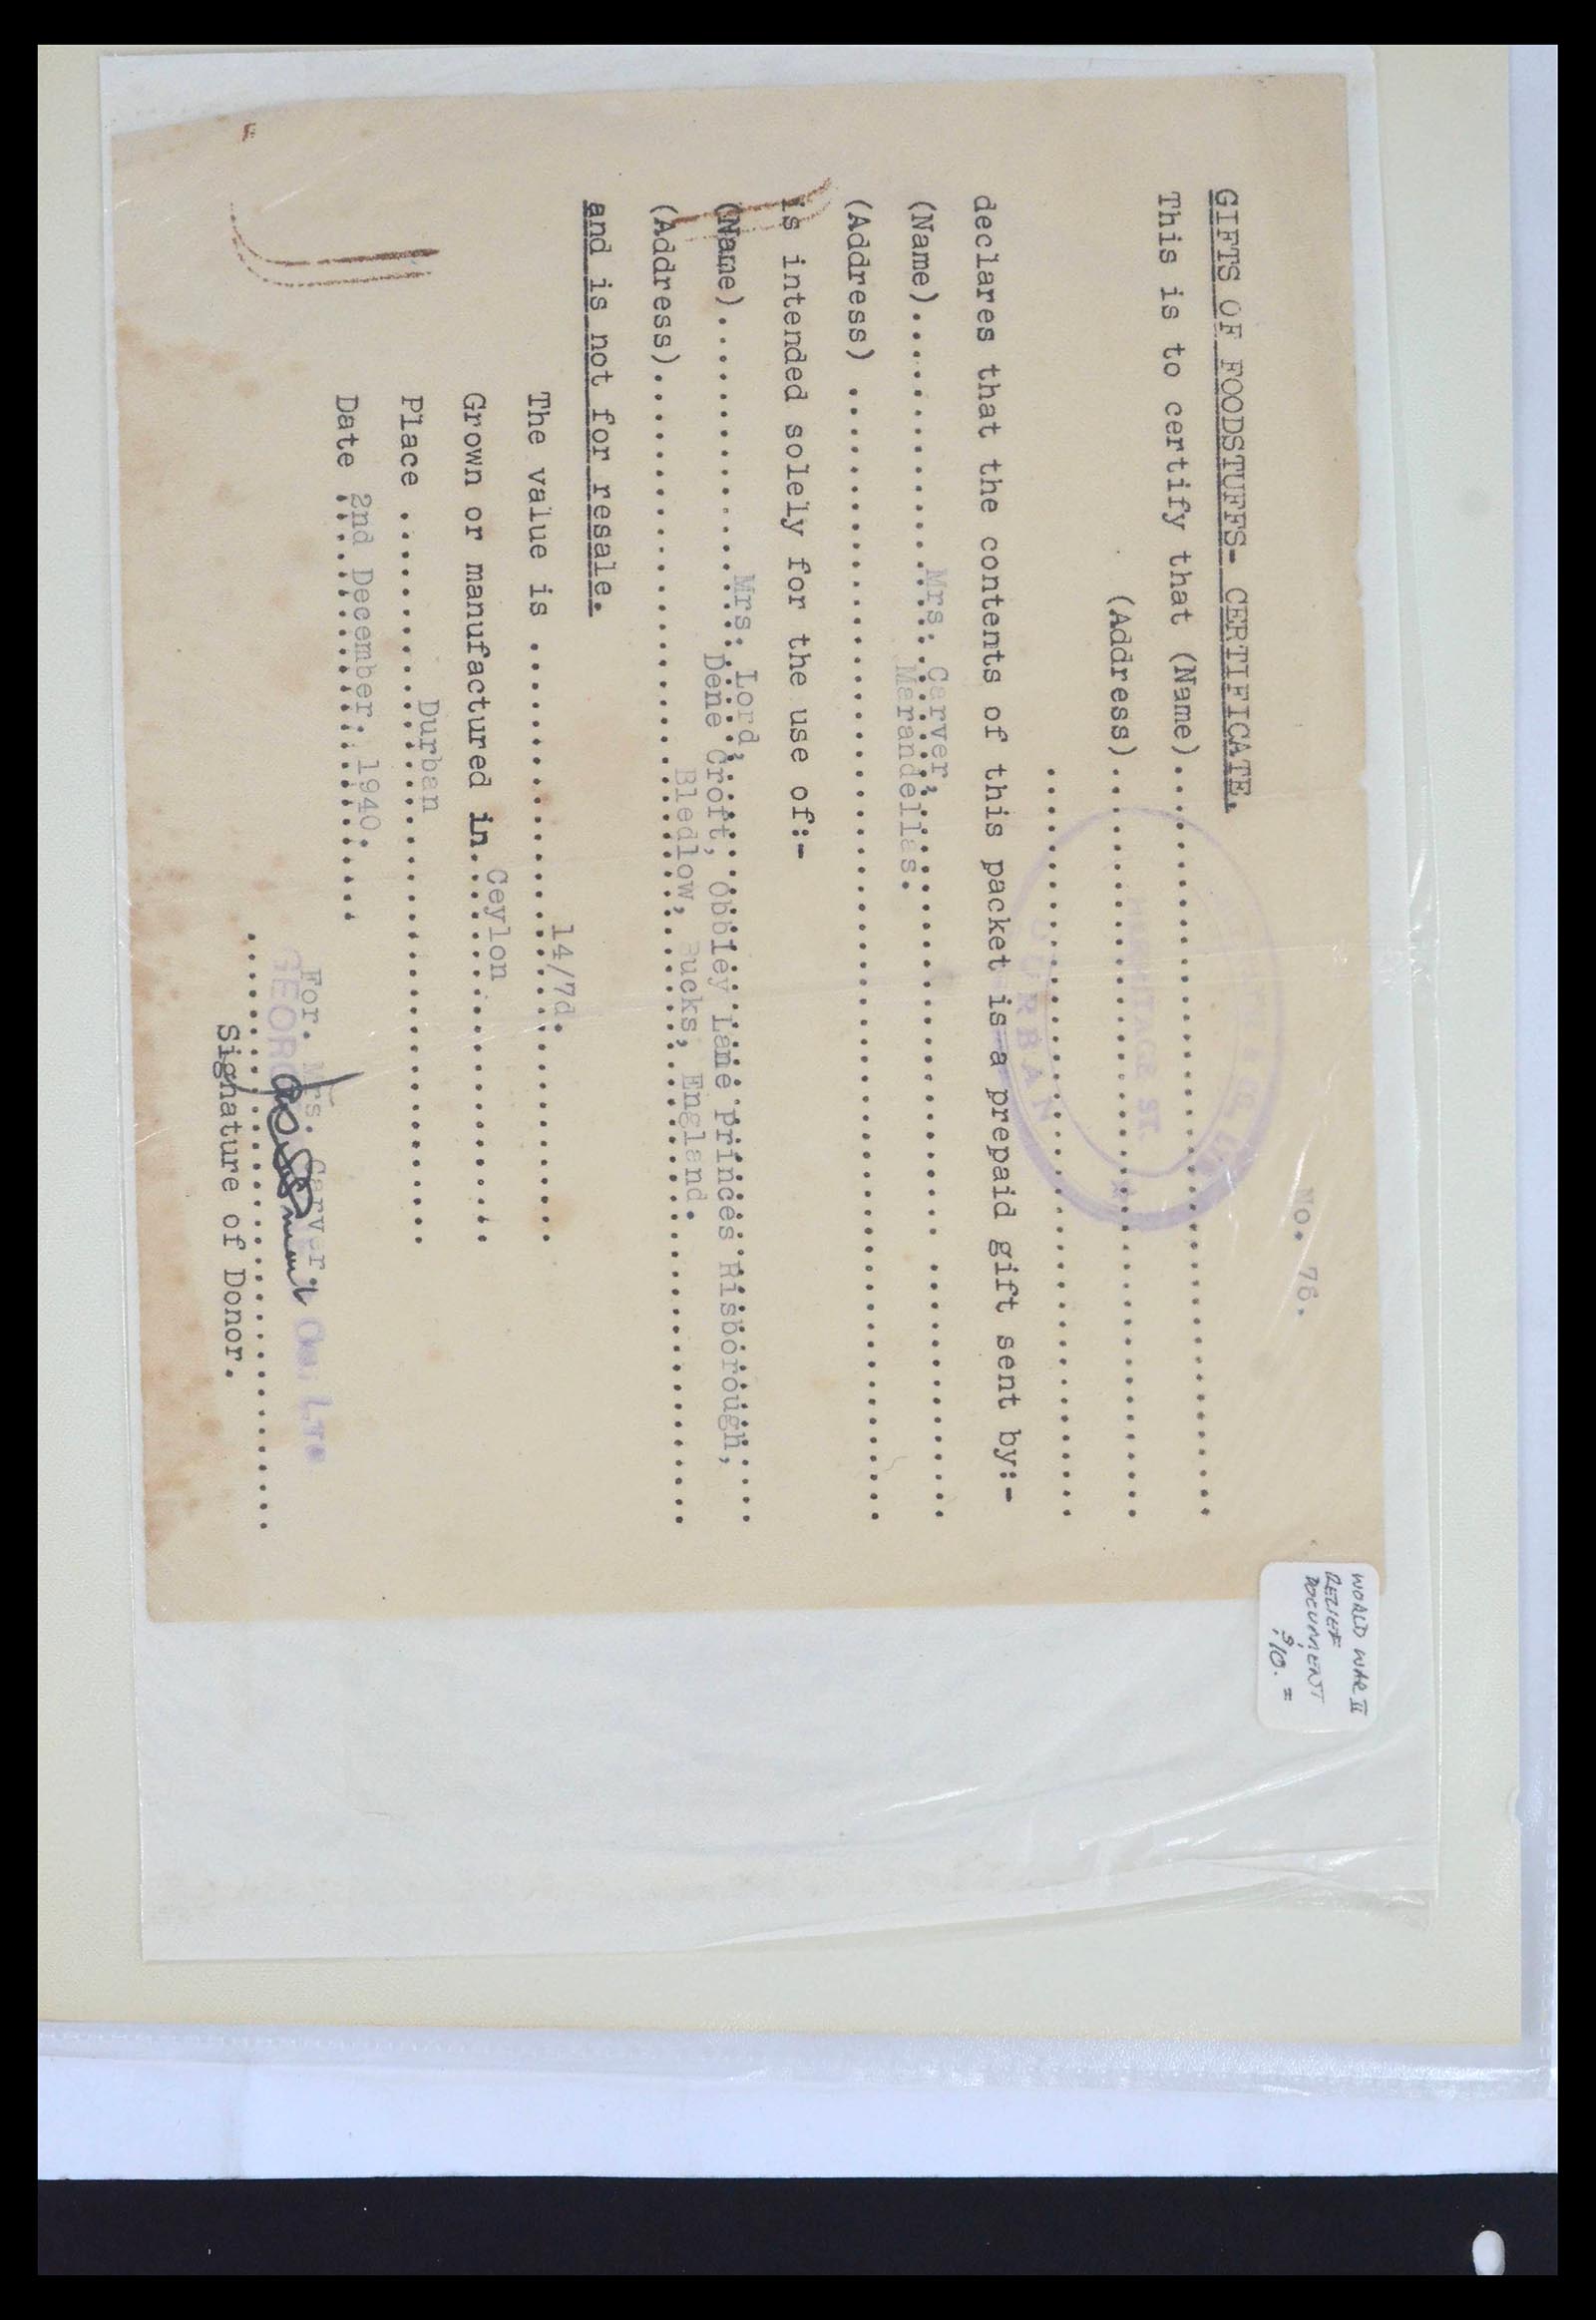 No. 76.
GIFTS OF FOODSTUFFS- CERTIFICATE.
This is to certify that (Name)..............................
(Address)..............................
..............................
HERMITAGE ST.
DURBAN
declares that the contents of this packet is a prepaid gift sent by:-
(Name).............Mrs. Carver,..............................
Marandellas.
(Address) ..............................
is intended solely for the use of:-
(Name).............Mrs. Lord,..............................
Dene Croft, Obbley Lane Princes Risborough,
(Address)..............................
Bledlow, Bucks, England.
and is not for resale.
The value is ..............14/7d...............
Grown or manufactured in..Ceylon..............
Place ..........Durban....................
Date 2nd December. 1940.
For. Mrs. Carver.
Signature of Donor.
WORLD WAR II
RELIEF
DOCUMENT
$10.=